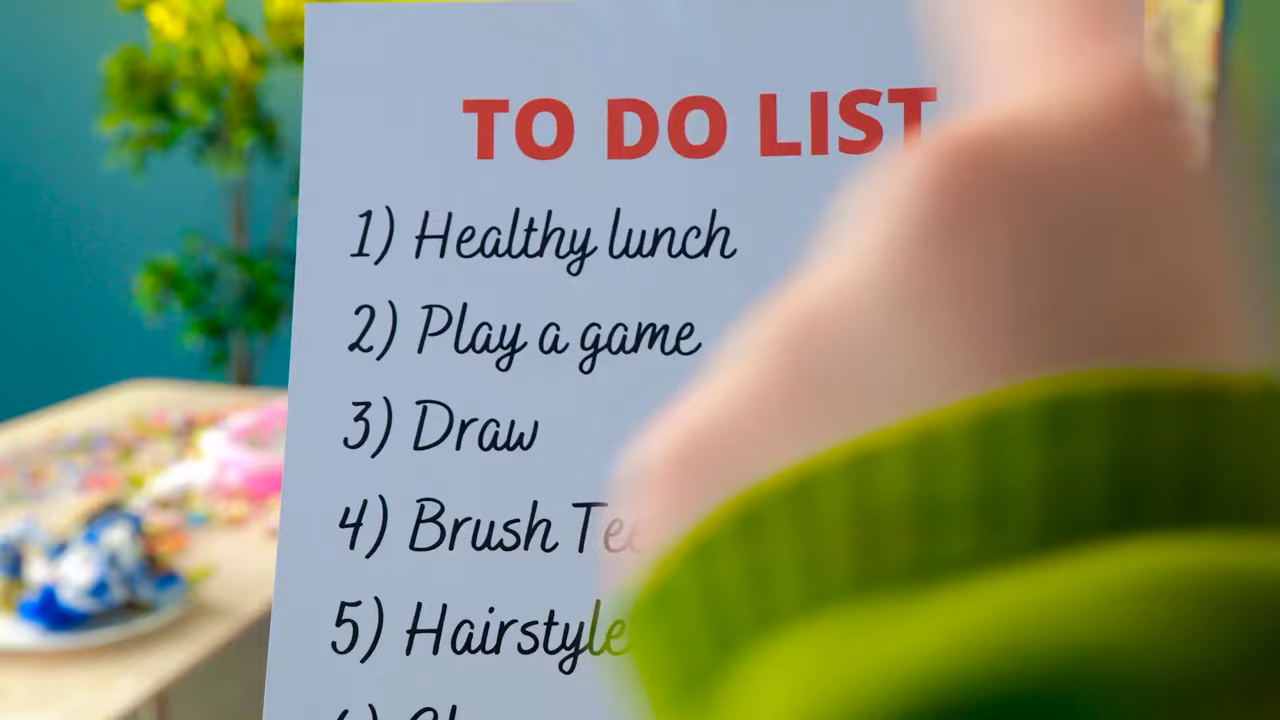 TO DO LIST
1) Healthy lunch
2) Play a game
3) Draw
4) Brush
5) Hairstyle